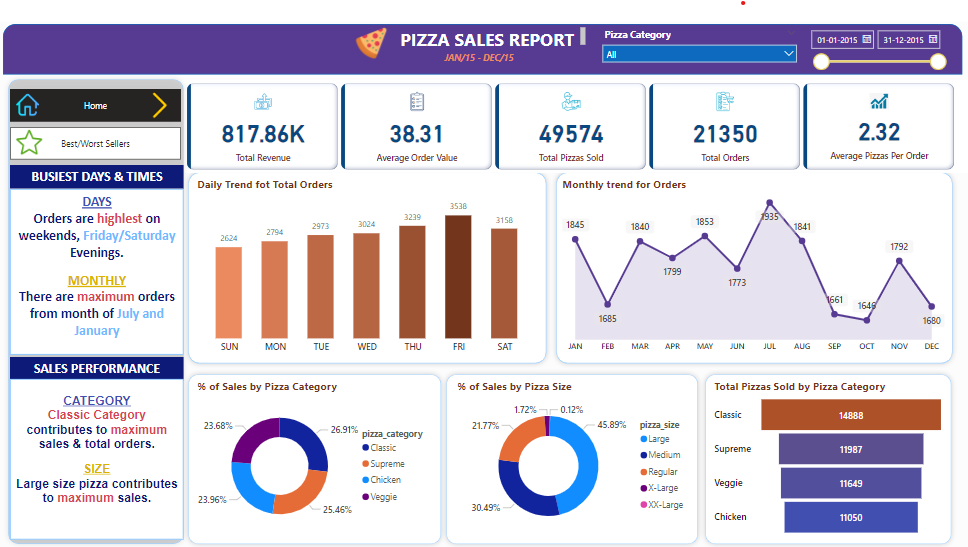 PIZZA SALES REPORT
JAN/15 - DEC/15
Pizza Category
All
01-01-2015
31-12-2015
Home
Best/Worst Sellers
817.86K
Total Revenue
38.31
Average Order Value
49574
Total Pizzas Sold
21350
Total Orders
2.32
Average Pizzas Per Order
BUSIEST DAYS & TIMES
DAYS
Orders are highlest on
weekends, Friday/Saturday
Evenings.
MONTHLY
There are maximum orders
from month of July and
January
SALES PERFORMANCE
CATEGORY
Classic Category
contributes to maximum
sales & total orders.
SIZE
Large size pizza contributes
to maximum sales.
Daily Trend fot Total Orders
2624
2794
2973
3024
3239
3538
3158
SUN MON TUE WED THU FRI SAT
Monthly trend for Orders
1845
1685
1840
1799
1853
1773
1935
1841
1661
1646
1792
1680
JAN FEB MAR APR MAY JUN JUL AUG SEP OCT NOV DEC
% of Sales by Pizza Category
23.68%
26.91%
23.96%
25.46%
pizza_category
Classic
Supreme
Chicken
Veggie
% of Sales by Pizza Size
1.72%
0.12%
21.77%
45.89%
30.49%
pizza_size
Large
Medium
Regular
X-Large
XX-Large
Total Pizzas Sold by Pizza Category
Classic 14888
Supreme 11987
Veggie 11649
Chicken 11050